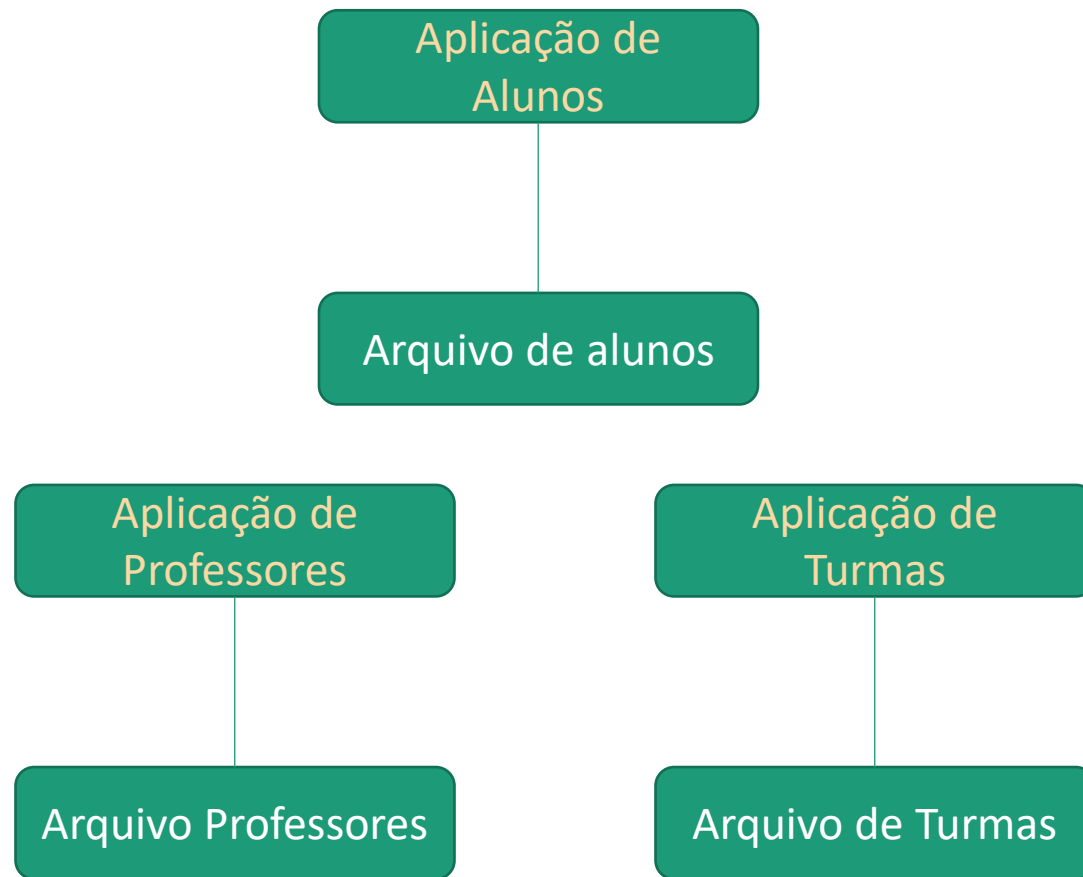 Aplicação de
Alunos
Arquivo de alunos
Aplicação de
Professores
Aplicação de
Turmas
Arquivo Professores
Arquivo de Turmas